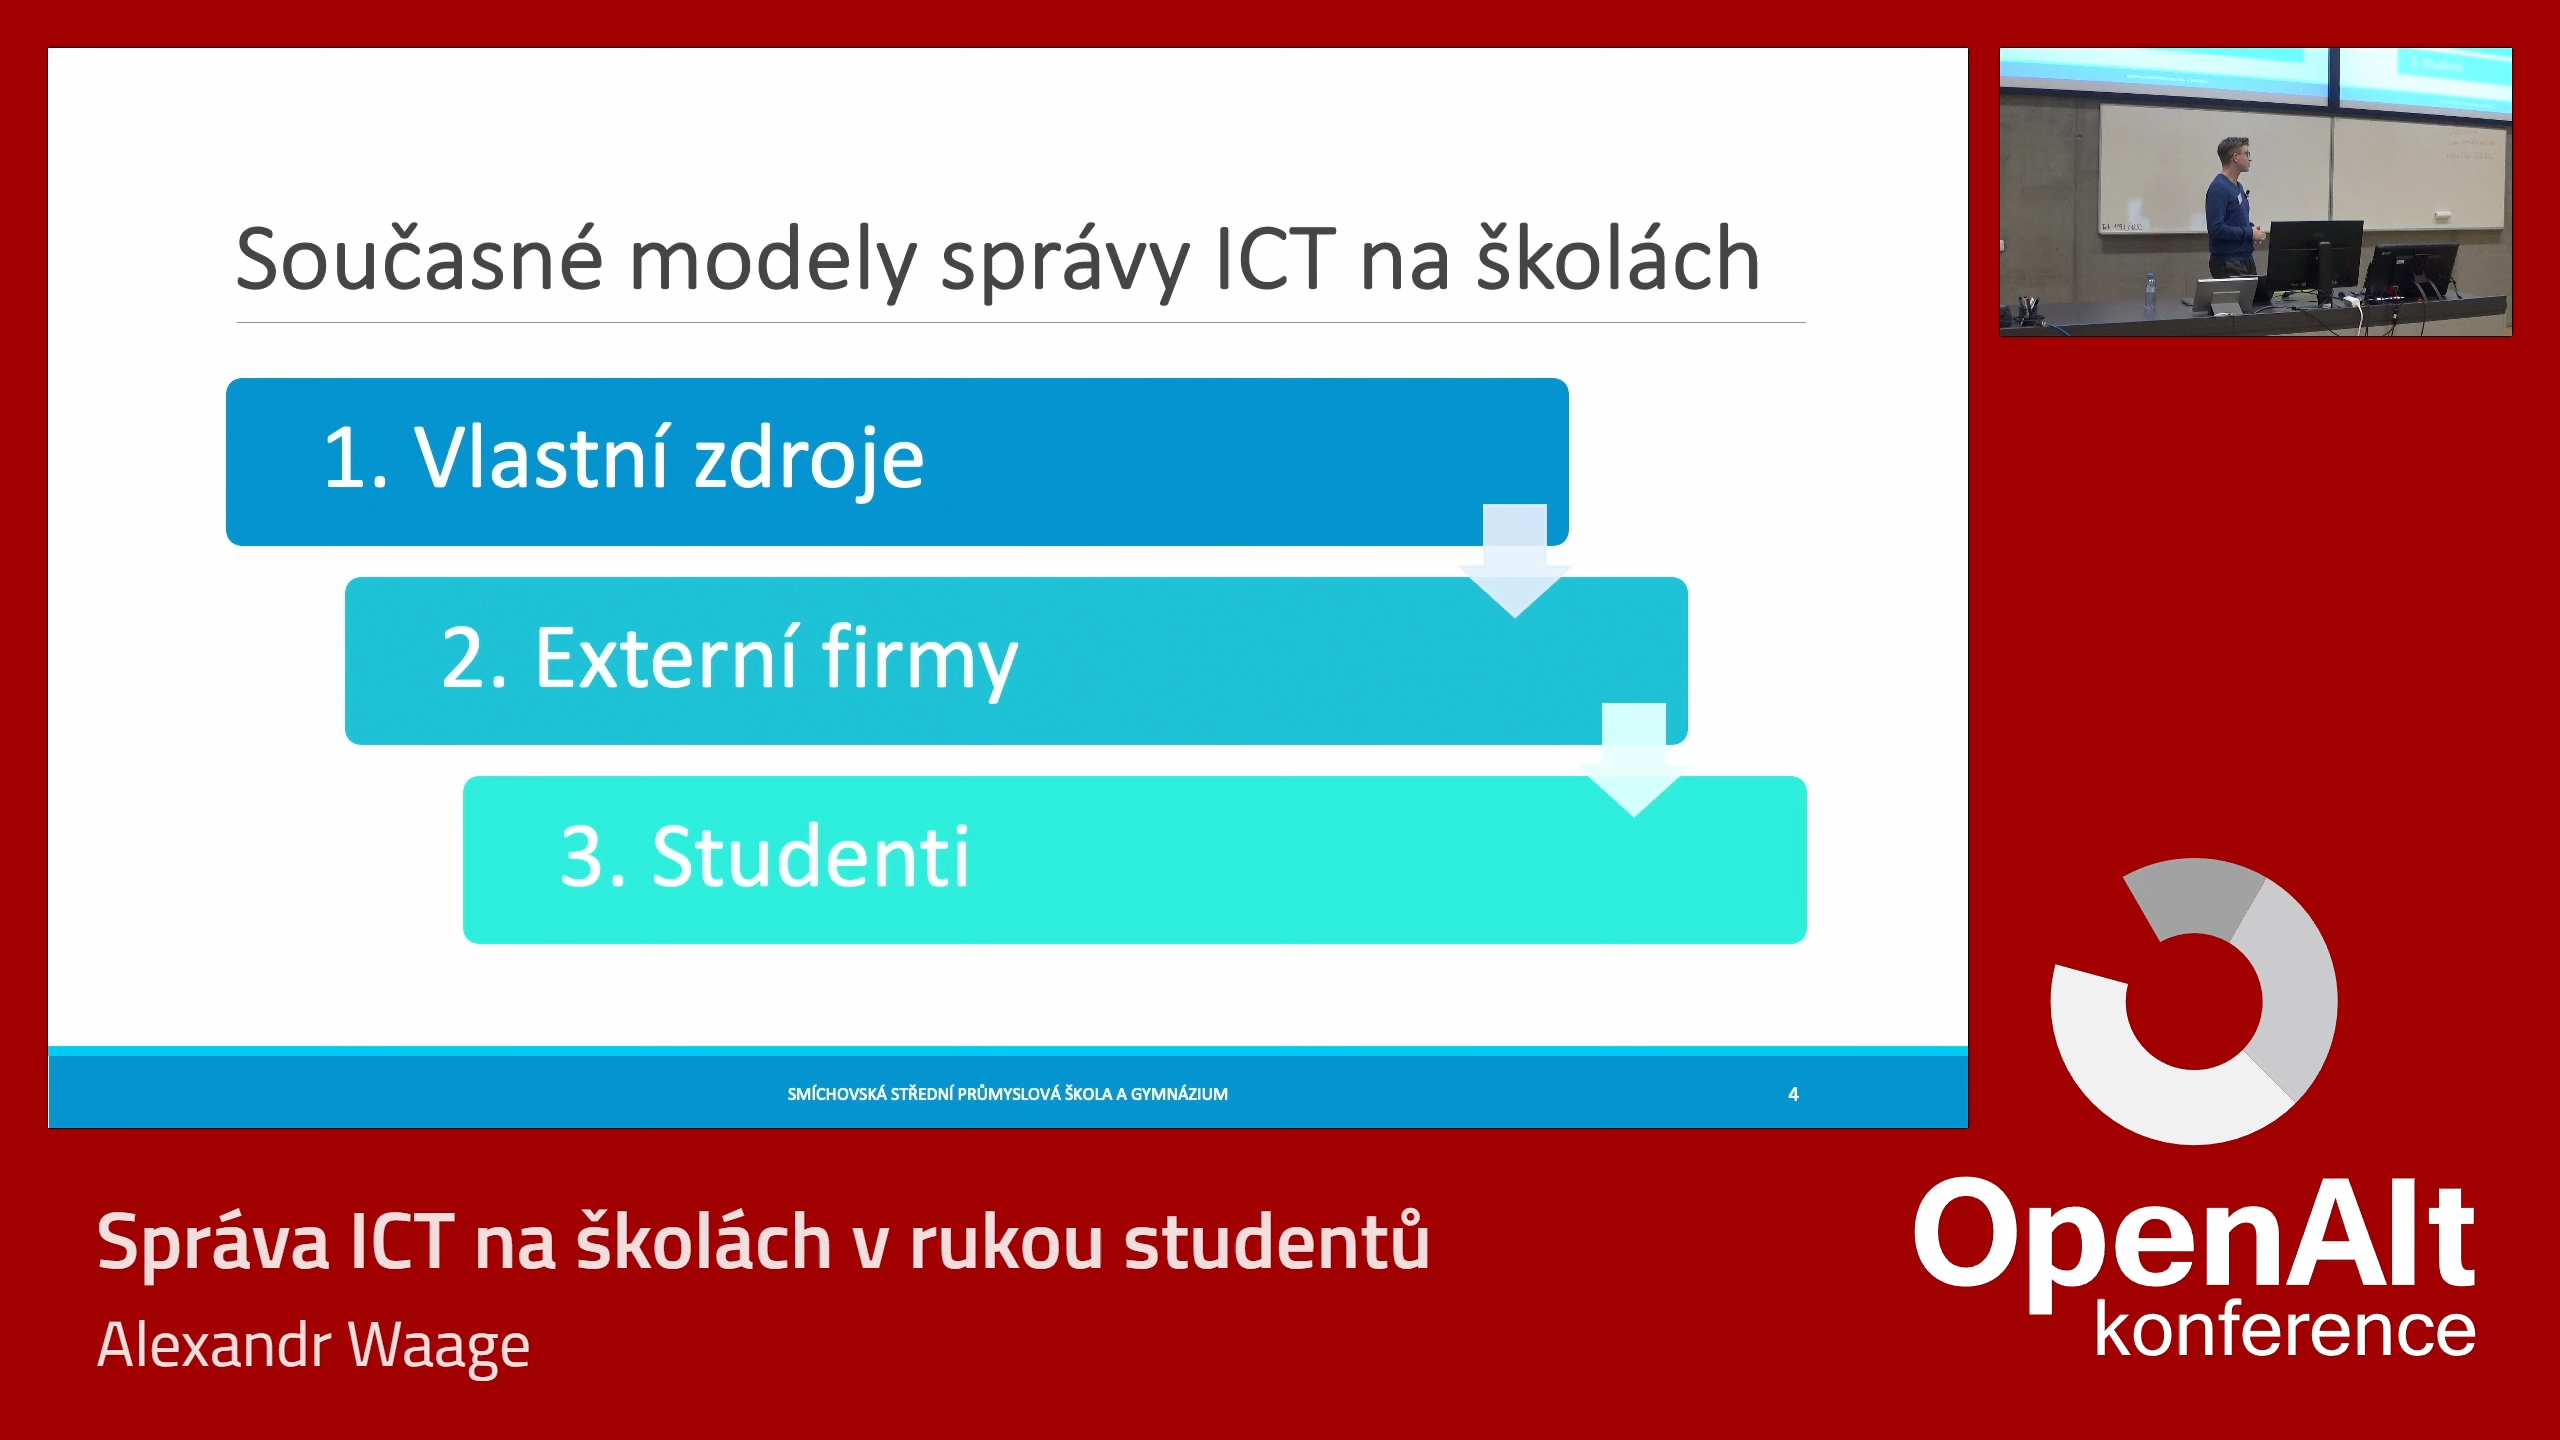 Současné modely správy ICT na školách
1. Vlastní zdroje
2. Externí firmy
3. Studenti
SMÍCHOVSKÁ STŘEDNÍ PRŮMYSLOVÁ ŠKOLA A GYMNÁZIUM
4
Správa ICT na školách v rukou studentů
Alexandr Waage
OpenAlt
konference